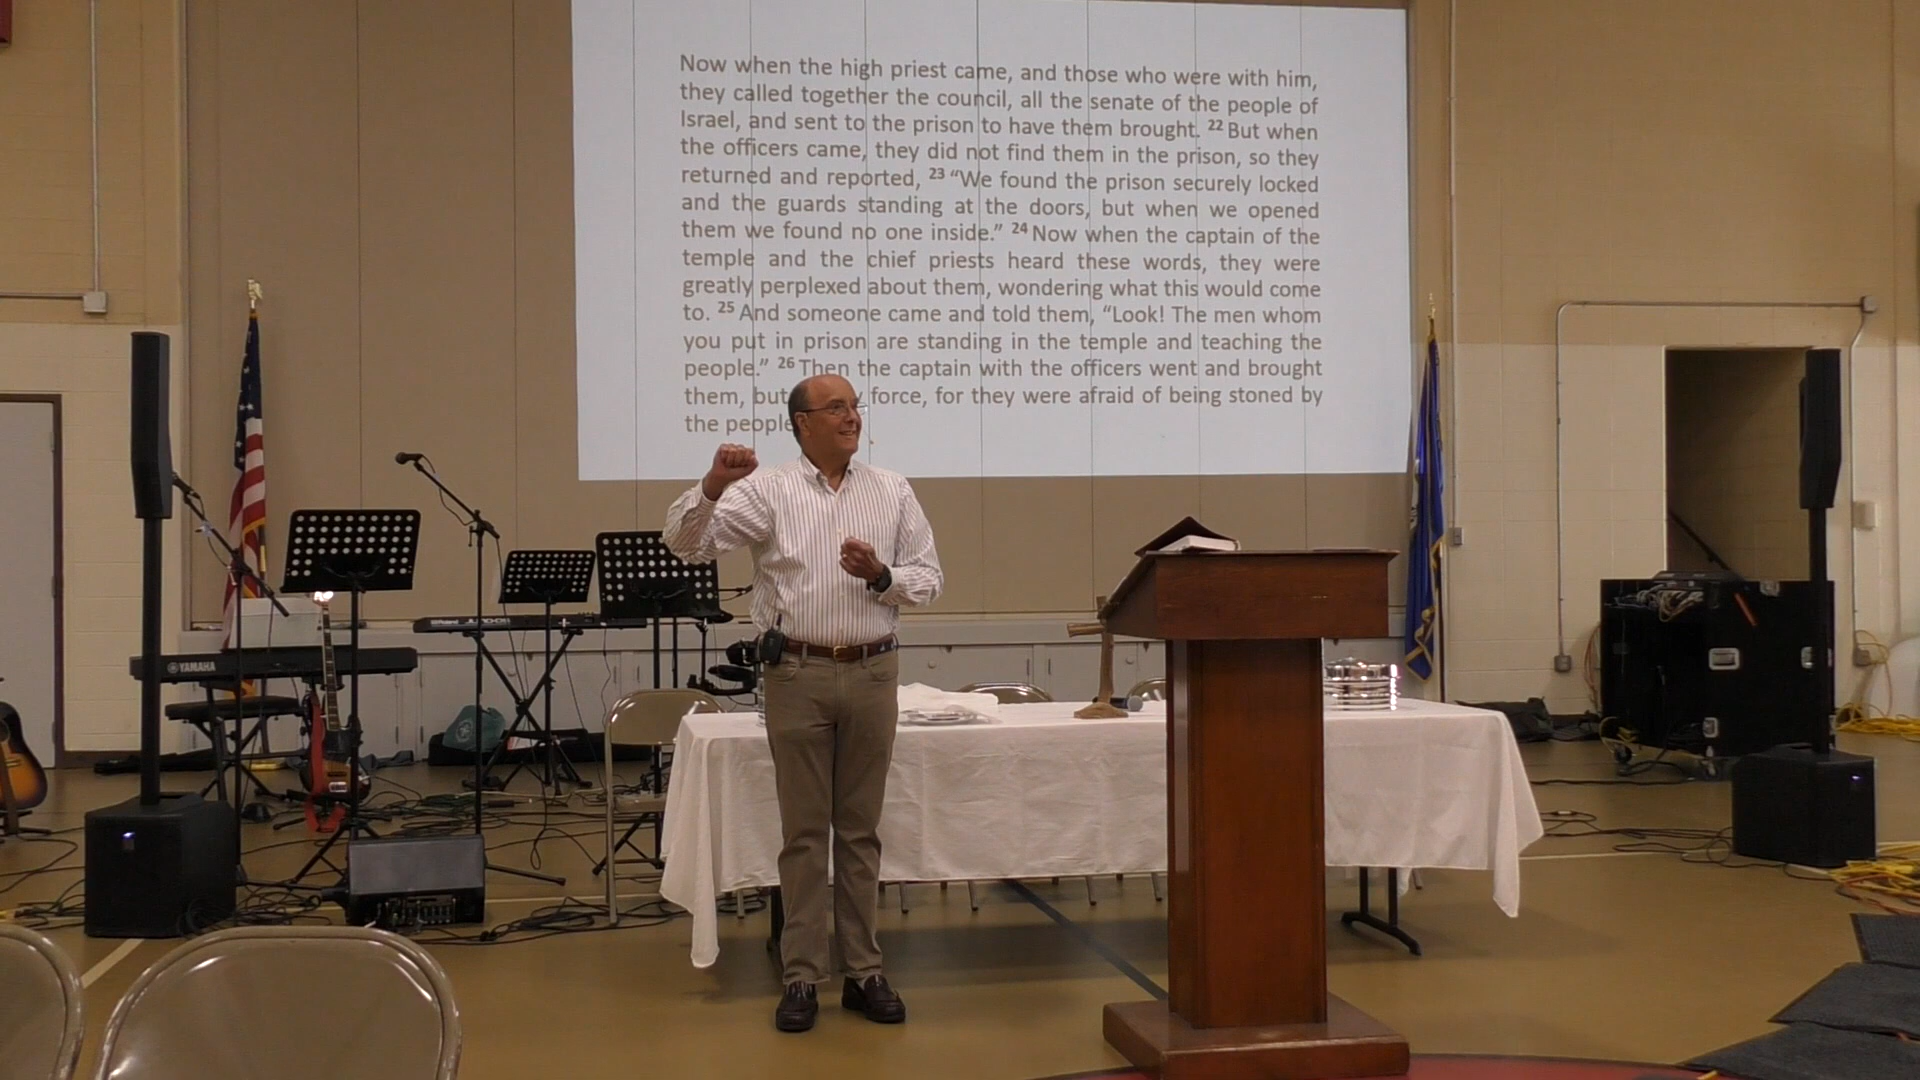 Now when the high priest came, and those who were with him,
they called together the council, all the senate of the people of
Israel, and sent to the prison to have them brought. 22 But when
the officers came, they did not find them in the prison, so they
returned and reported, 23 “We found the prison securely locked
and the guards standing at the doors, but when we opened
them we found no one inside.” 24 Now when the captain of the
temple and the chief priests heard these words, they were
greatly perplexed about them, wondering what this would come
to. 25 And someone came and told them, “Look! The men whom
you put in prison are standing in the temple and teaching the
people.” 26 Then the captain with the officers went and brought
them, but force, for they were afraid of being stoned by
the people
Roland
YAMAHA